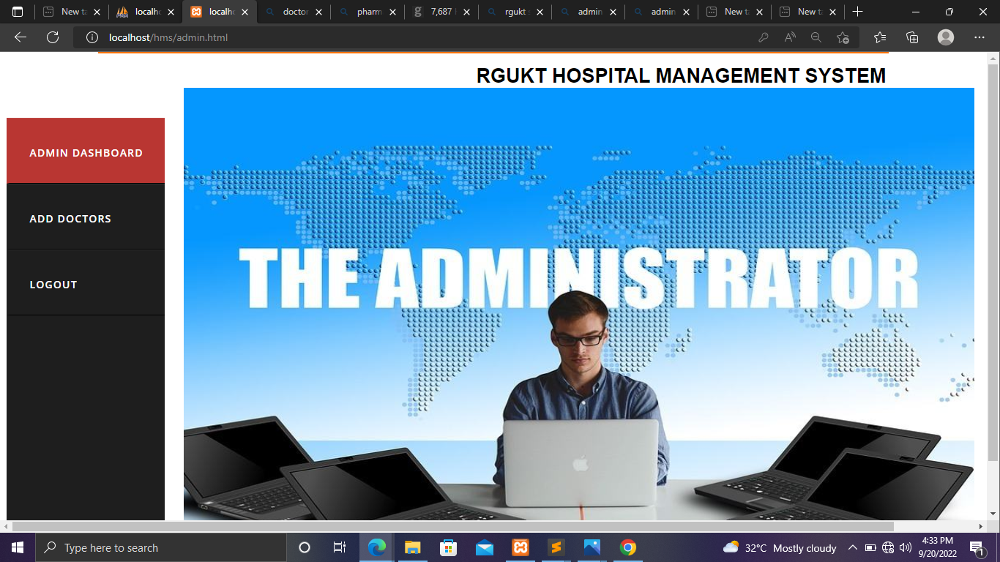 New ta
localho
localho
doctor
pharm
7,687 i
rgukt s
admin
admin
New ta
New ta
localhost/hms/admin.html
RGUKT HOSPITAL MANAGEMENT SYSTEM
ADMIN DASHBOARD
ADD DOCTORS
LOGOUT
THE ADMINISTRATOR
Type here to search
32°C Mostly cloudy
4:33 PM
9/20/2022
1